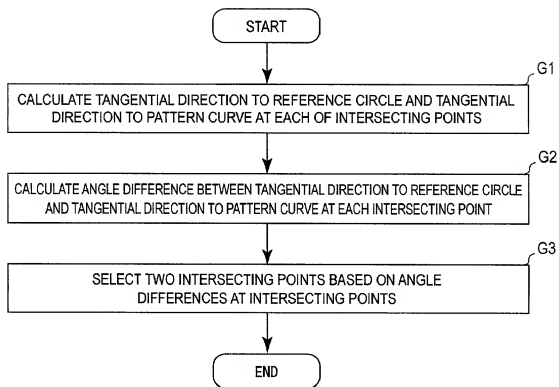 START
G1
CALCULATE TANGENTIAL DIRECTION TO REFERENCE CIRCLE AND TANGENTIAL
DIRECTION TO PATTERN CURVE AT EACH OF INTERSECTING POINTS
G2
CALCULATE ANGLE DIFFERENCE BETWEEN TANGENTIAL DIRECTION TO REFERENCE CIRCLE
AND TANGENTIAL DIRECTION TO PATTERN CURVE AT EACH INTERSECTING POINT
G3
SELECT TWO INTERSECTING POINTS BASED ON ANGLE
DIFFERENCES AT INTERSECTING POINTS
END